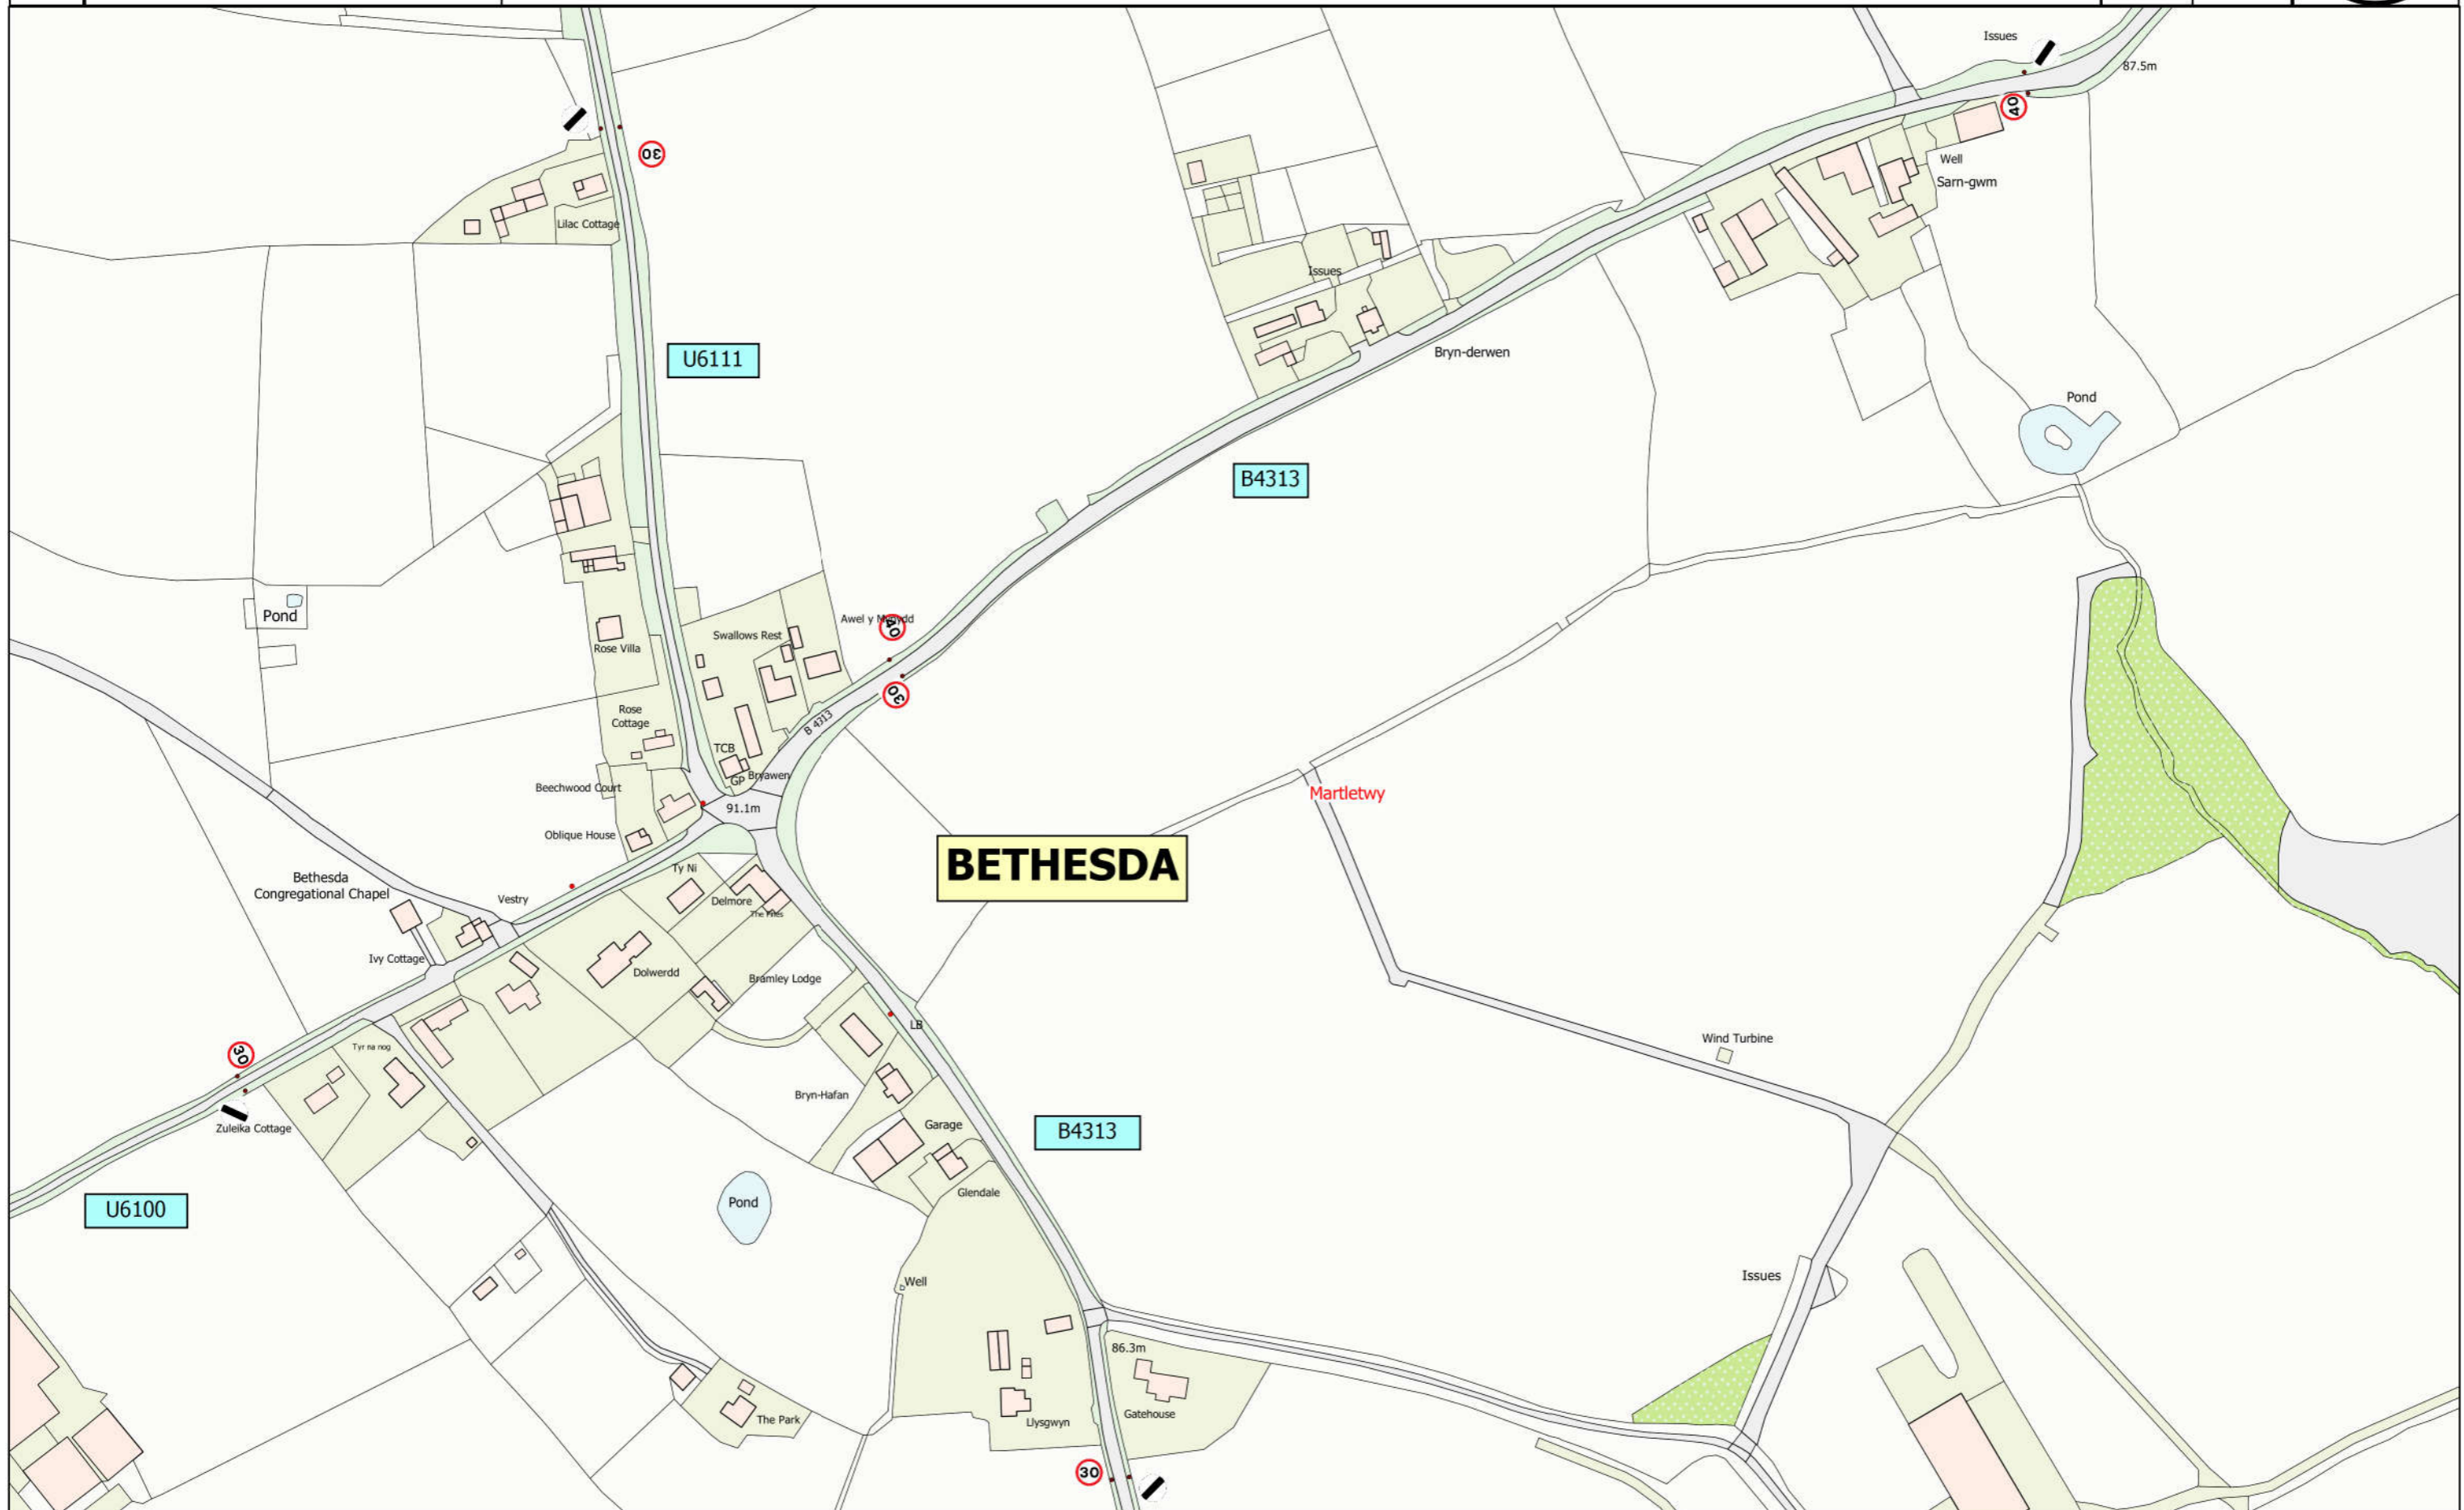 Issues
87.5m
40
30
Well
Sarn-gwm
Lilac Cottage
Issues
U6111
Bryn-derwen
Pond
B4313
Pond
Awel y Mynydd
40
Swallows Rest
Rose Villa
30
Rose
Cottage
B 4313
TCB
GP
Bryawen
Beechwood Court
Martletwy
91.1m
Oblique House
BETHESDA
Ty Ni
Bethesda
Congregational Chapel
Vestry
Delmore
The Pines
Ivy Cottage
Dolwerdd
Bramley Lodge
LB
Wind Turbine
30
Tyr na nog
Bryn-Hafan
Zuleika Cottage
Garage
B4313
Glendale
Pond
U6100
Well
Issues
86.3m
The Park
Llysgwyn
Gatehouse
30